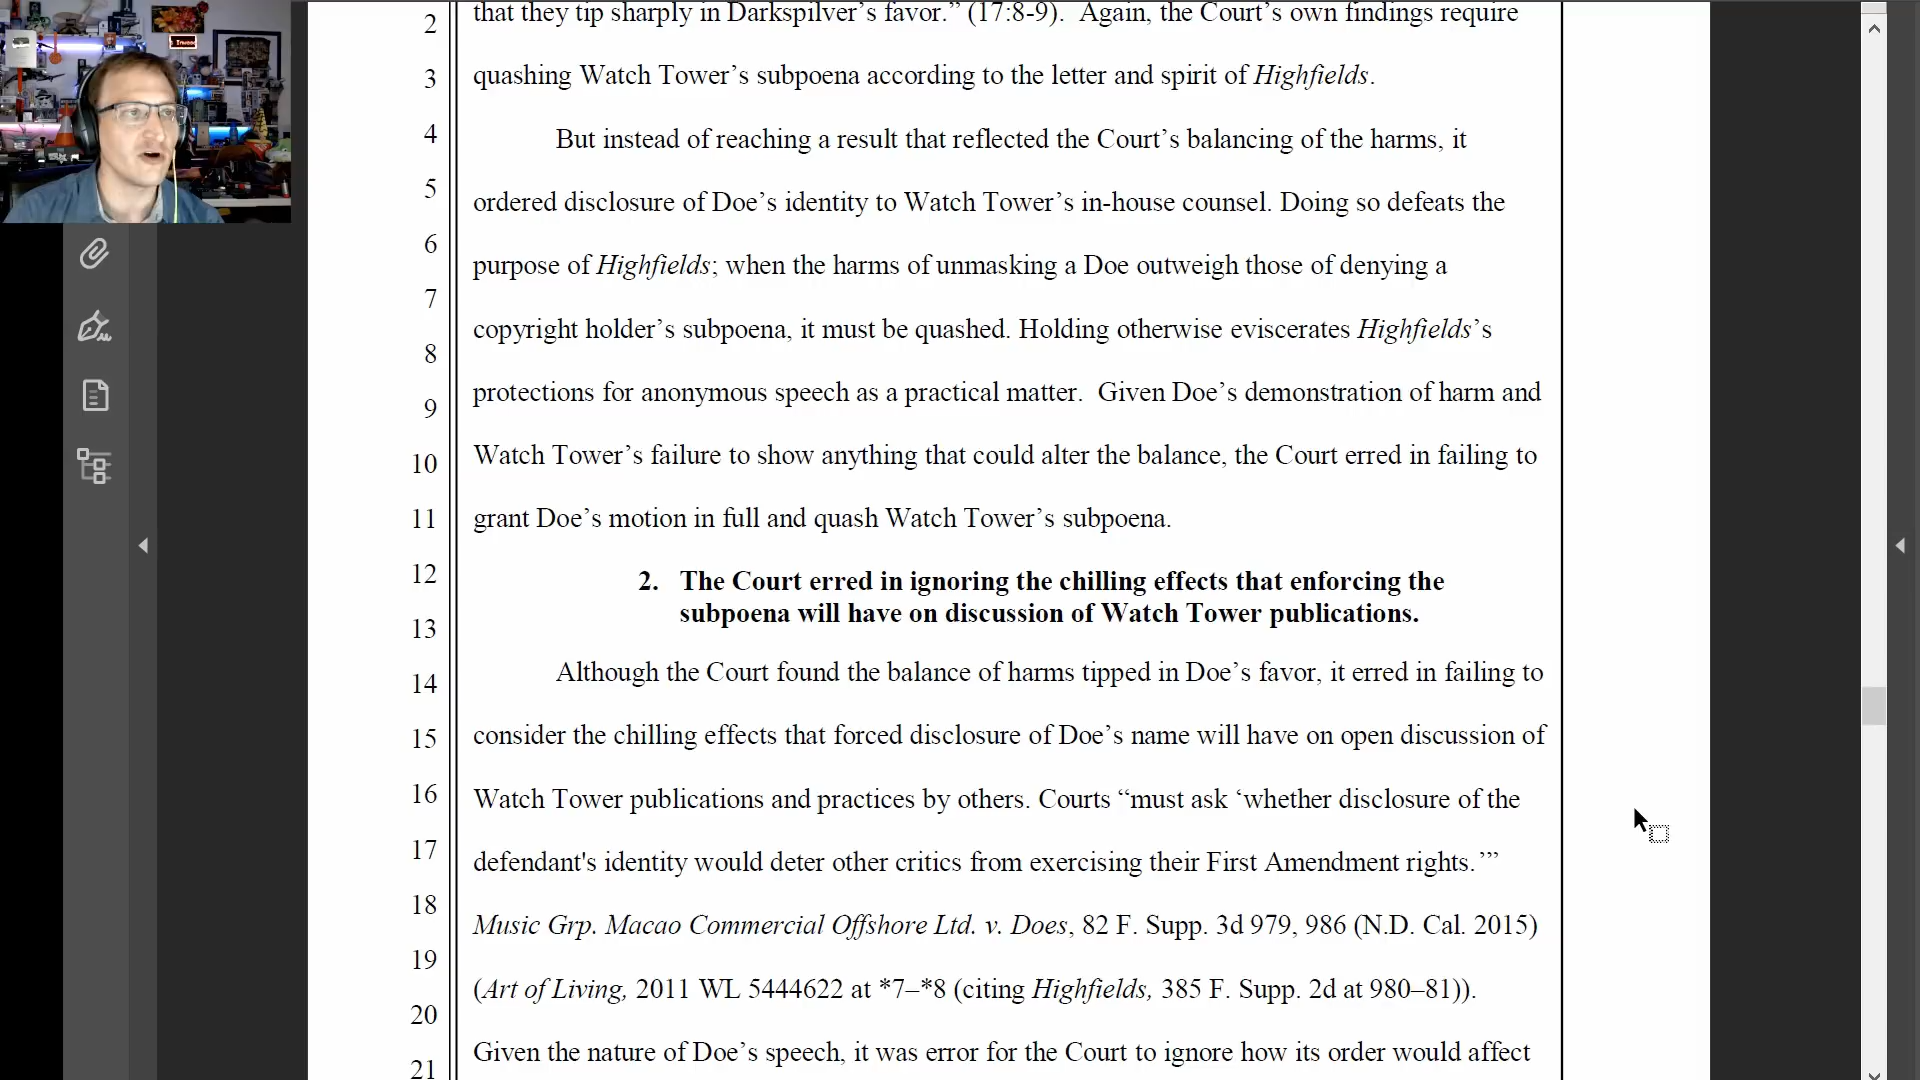 2
that they tip sharply in Darkspilver’s favor.” (17:8-9).  Again, the Court’s own findings require
3
quashing Watch Tower’s subpoena according to the letter and spirit of Highfields.
4
But instead of reaching a result that reflected the Court’s balancing of the harms, it
5
ordered disclosure of Doe’s identity to Watch Tower’s in-house counsel. Doing so defeats the
6
purpose of Highfields; when the harms of unmasking a Doe outweigh those of denying a
7
copyright holder’s subpoena, it must be quashed. Holding otherwise eviscerates Highfields’s
8
protections for anonymous speech as a practical matter.  Given Doe’s demonstration of harm and
9
Watch Tower’s failure to show anything that could alter the balance, the Court erred in failing to
10
grant Doe’s motion in full and quash Watch Tower’s subpoena.
11
2. The Court erred in ignoring the chilling effects that enforcing the
12
subpoena will have on discussion of Watch Tower publications.
13
Although the Court found the balance of harms tipped in Doe’s favor, it erred in failing to
14
consider the chilling effects that forced disclosure of Doe’s name will have on open discussion of
15
Watch Tower publications and practices by others. Courts “must ask ‘whether disclosure of the
16
defendant's identity would deter other critics from exercising their First Amendment rights.’”
17
Music Grp. Macao Commercial Offshore Ltd. v. Does, 82 F. Supp. 3d 979, 986 (N.D. Cal. 2015)
18
(Art of Living, 2011 WL 5444622 at *7–*8 (citing Highfields, 385 F. Supp. 2d at 980–81)).
19
Given the nature of Doe’s speech, it was error for the Court to ignore how its order would affect
20
21